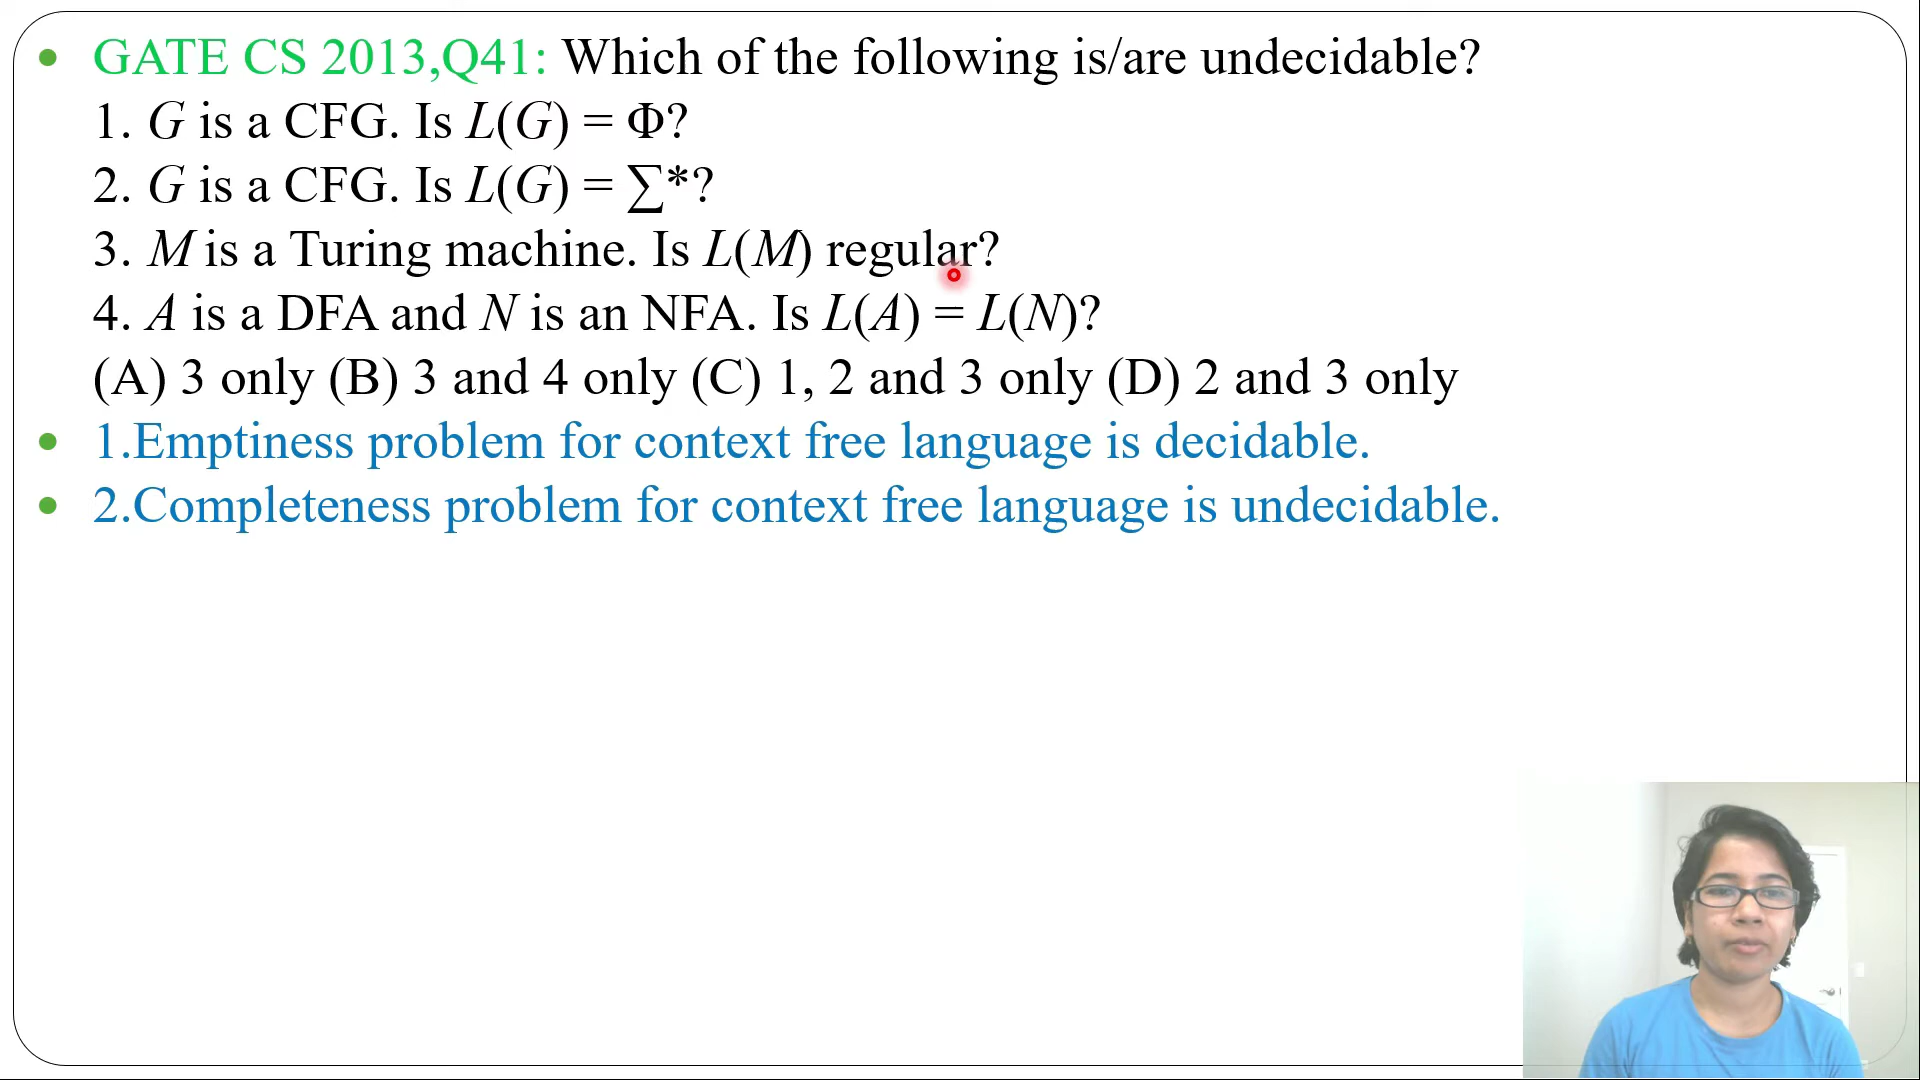 GATE CS 2013,Q41: Which of the following is/are undecidable?
1. G is a CFG. Is L(G) = Φ?
2. G is a CFG. Is L(G) = ∑*?
3. M is a Turing machine. Is L(M) regular?
4. A is a DFA and N is an NFA. Is L(A) = L(N)?
(A) 3 only (B) 3 and 4 only (C) 1, 2 and 3 only (D) 2 and 3 only
1.Emptiness problem for context free language is decidable.
2.Completeness problem for context free language is undecidable.